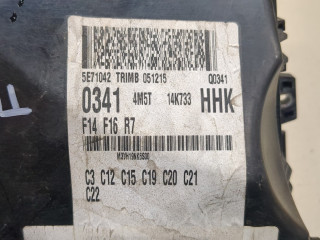 5E71042 TRIMB 051215 Q0341
0341 4M5T 14K733 HHK
F14 F16 R7
C3 C12 C15 C19 C20 C21
C22